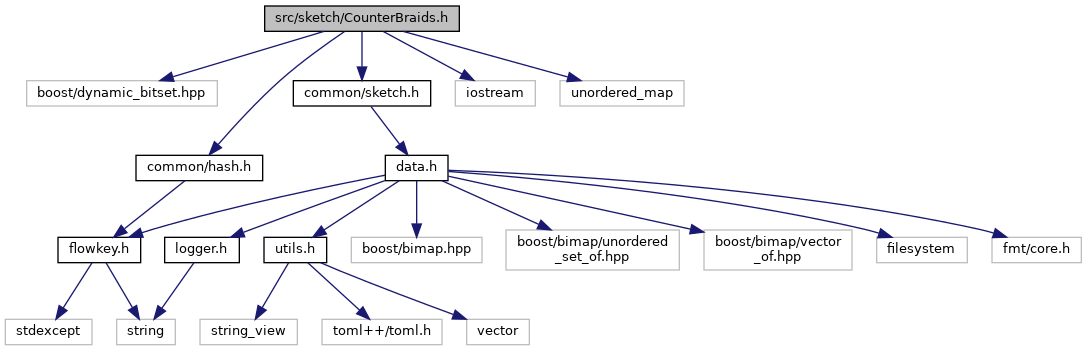 src/sketch/CounterBraids.h
boost/dynamic_bitset.hpp
common/sketch.h
iostream
unordered_map
common/hash.h
data.h
flowkey.h
logger.h
utils.h
boost/bimap.hpp
boost/bimap/unordered
_set_of.hpp
boost/bimap/vector
_of.hpp
filesystem
fmt/core.h
stdexcept
string
string_view
toml++/toml.h
vector